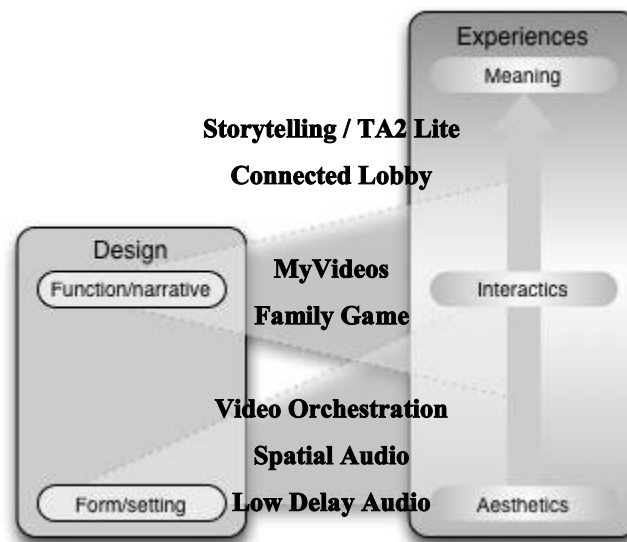 Experiences
Meaning
Storytelling / TA2 Lite
Connected Lobby
Design
Function/narrative
MyVideos
Interactics
Family Game
Video Orchestration
Spatial Audio
Form/setting
Low Delay Audio
Aesthetics